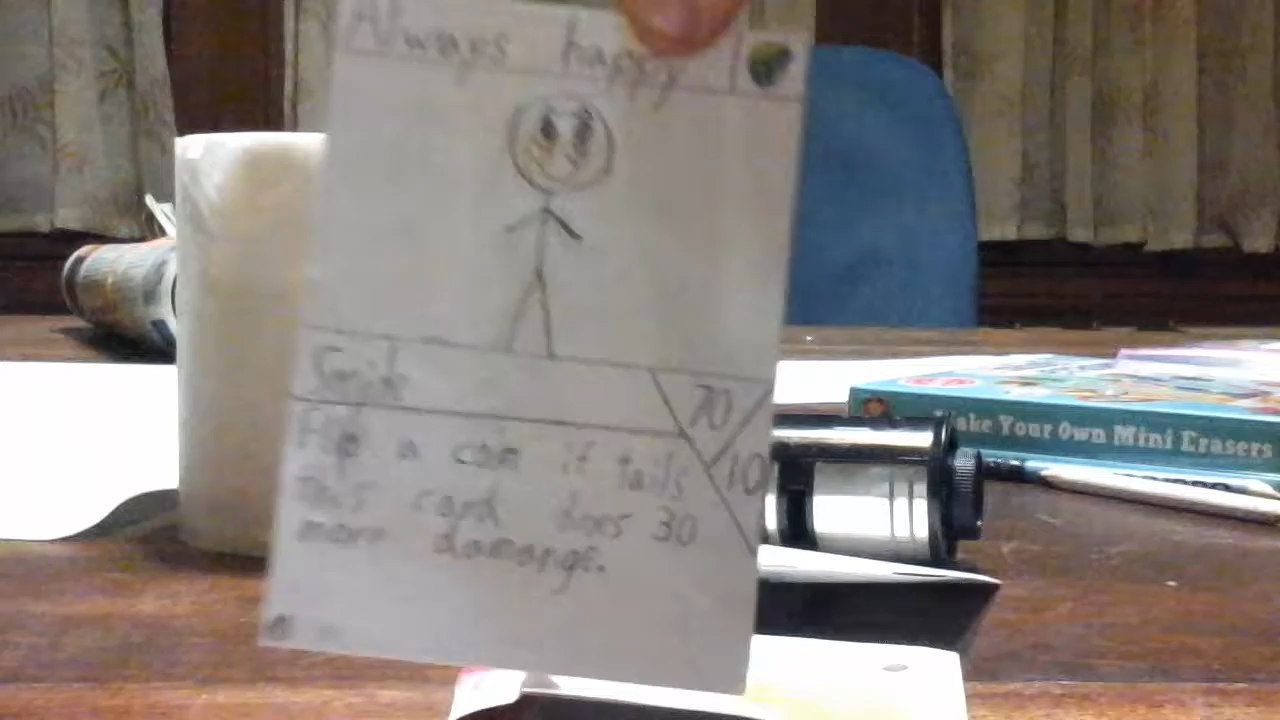 Always happy
Smile
70
10
Flip a coin if tails
this card does 30
more damange.
Make Your Own Mini Erasers